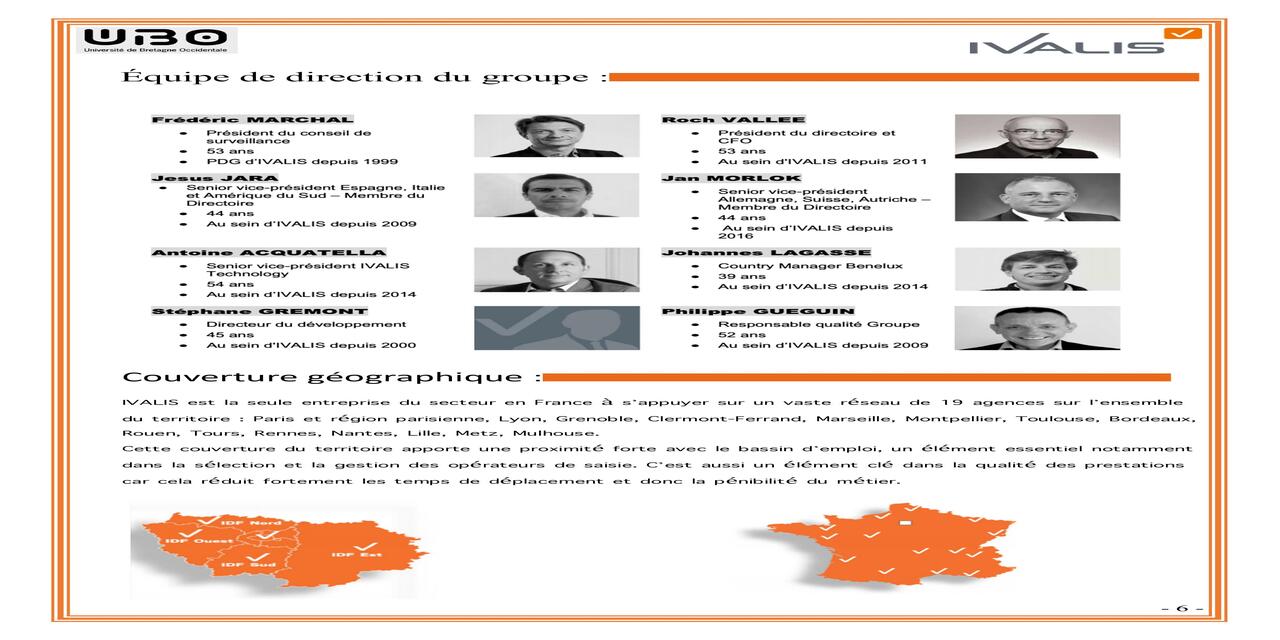 UBO
Université de Bretagne Occidentale
IVALIS
Équipe de direction du groupe :
Frédéric MARCHAL
• Président du conseil de
surveillance
• 53 ans
• PDG d'IVALIS depuis 1999
Roch VALLEE
• Président du directoire et
CFO
• 53 ans
• Au sein d'IVALIS depuis 2011
Jesus JARA
• Senior vice-président Espagne, Italie
et Amérique du Sud – Membre du
Directoire
• 44 ans
• Au sein d'IVALIS depuis 2009
Jan MORLOK
• Senior vice-président
Allemagne, Suisse, Autriche –
Membre du Directoire
• 44 ans
• Au sein d'IVALIS depuis
2016
Antoine ACQUATELLA
• Senior vice-président IVALIS
Technology
• 54 ans
• Au sein d'IVALIS depuis 2014
Johannes LAGASSE
• Country Manager Benelux
• 39 ans
• Au sein d'IVALIS depuis 2014
Stéphane GREMONT
• Directeur du développement
• 45 ans
• Au sein d'IVALIS depuis 2000
Philippe GUEGUIN
• Responsable qualité Groupe
• 52 ans
• Au sein d'IVALIS depuis 2009
Couverture géographique :
IVALIS est la seule entreprise du secteur en France à s'appuyer sur un vaste réseau de 19 agences sur l'ensemble
du territoire : Paris et région parisienne, Lyon, Grenoble, Clermont-Ferrand, Marseille, Montpellier, Toulouse, Bordeaux,
Rouen, Tours, Rennes, Nantes, Lille, Metz, Mulhouse.
Cette couverture du territoire apporte une proximité forte avec le bassin d'emploi, un élément essentiel notamment
dans la sélection et la gestion des opérateurs de saisie. C'est aussi un élément clé dans la qualité des prestations
car cela réduit fortement les temps de déplacement et donc la pénibilité du métier.
IDF Nord
IDF Ouest
IDF Est
IDF Sud
- 6 -